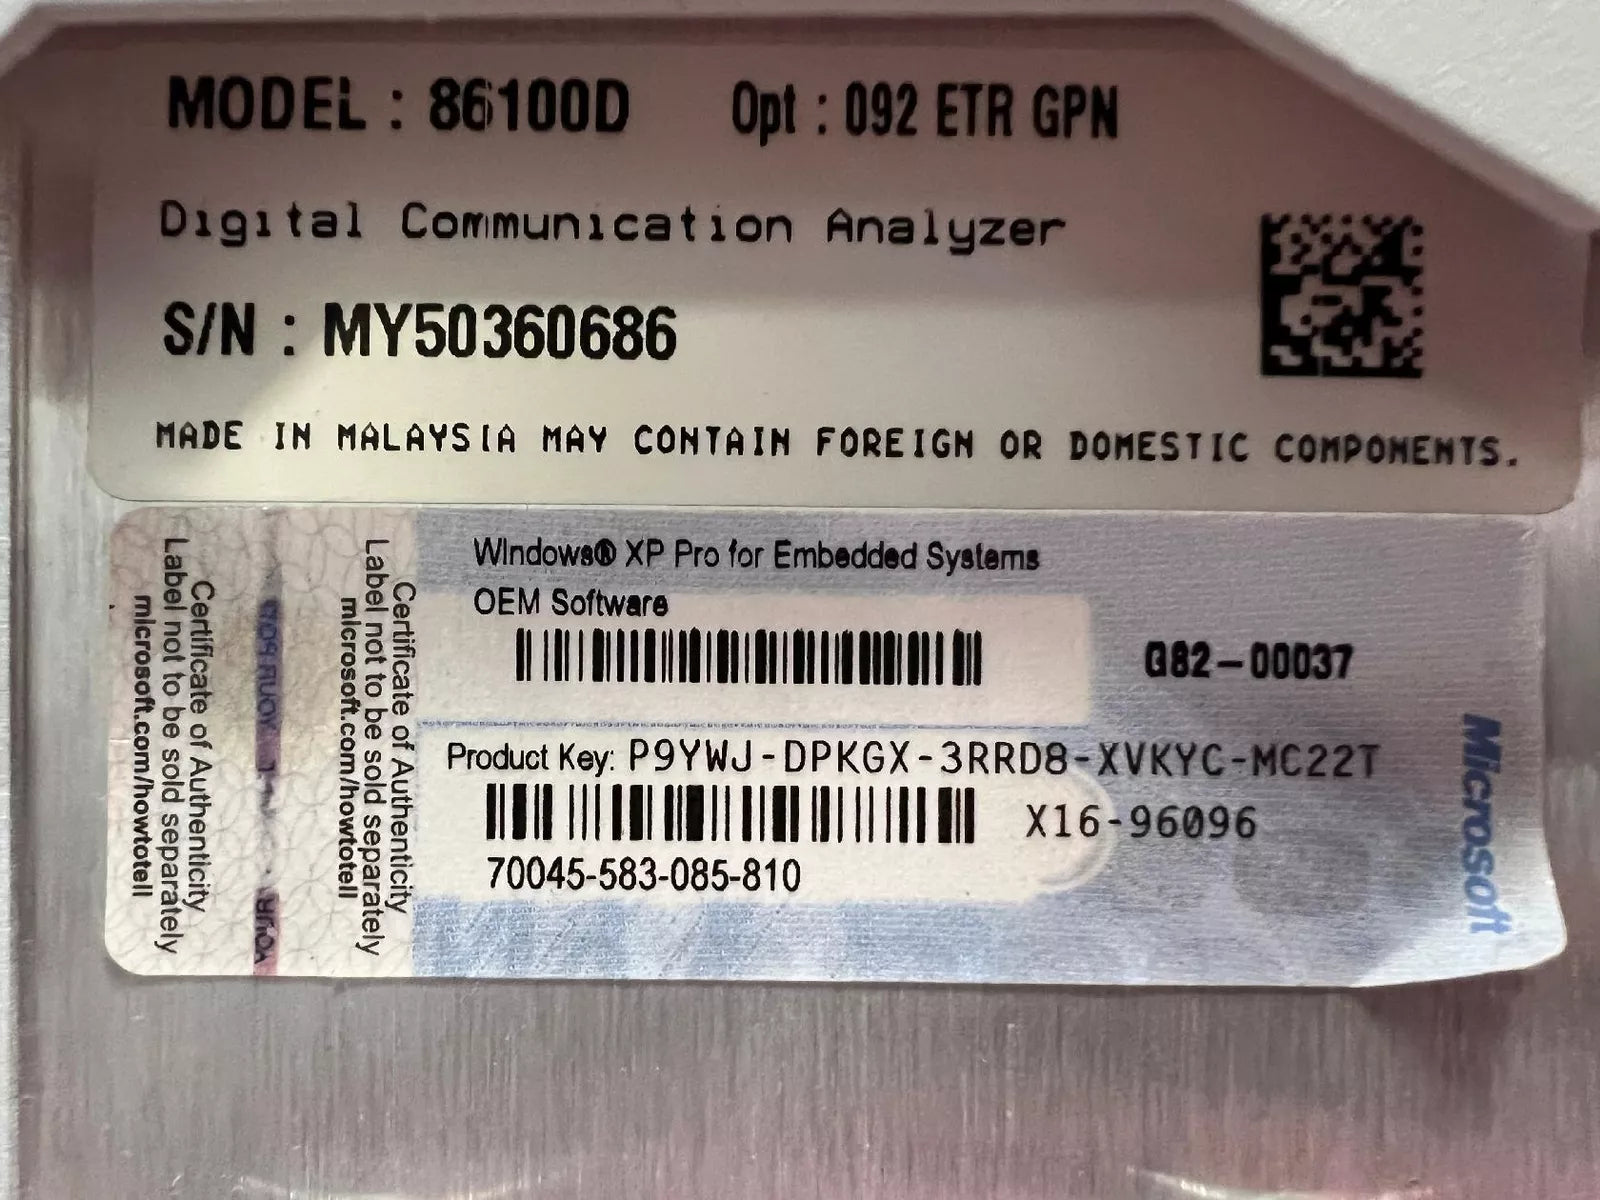 MODEL : 86100D Opt : 092 ETR GPN
Digital Communication Analyzer
S/N : MY50360686
MADE IN MALAYSIA MAY CONTAIN FOREIGN OR DOMESTIC COMPONENTS.
Certificate of Authenticity
Label not to be sold separately
microsoft.com/howtotell
Certificate of Authenticity
Label not to be sold separately
microsoft.com/howtotell
Windows® XP Pro for Embedded Systems
OEM Software
G82-00037
Product Key: P9YWJ-DPKGX-3RRD8-XVKYC-MC22T
X16-96096
70045-583-085-810
Microsoft